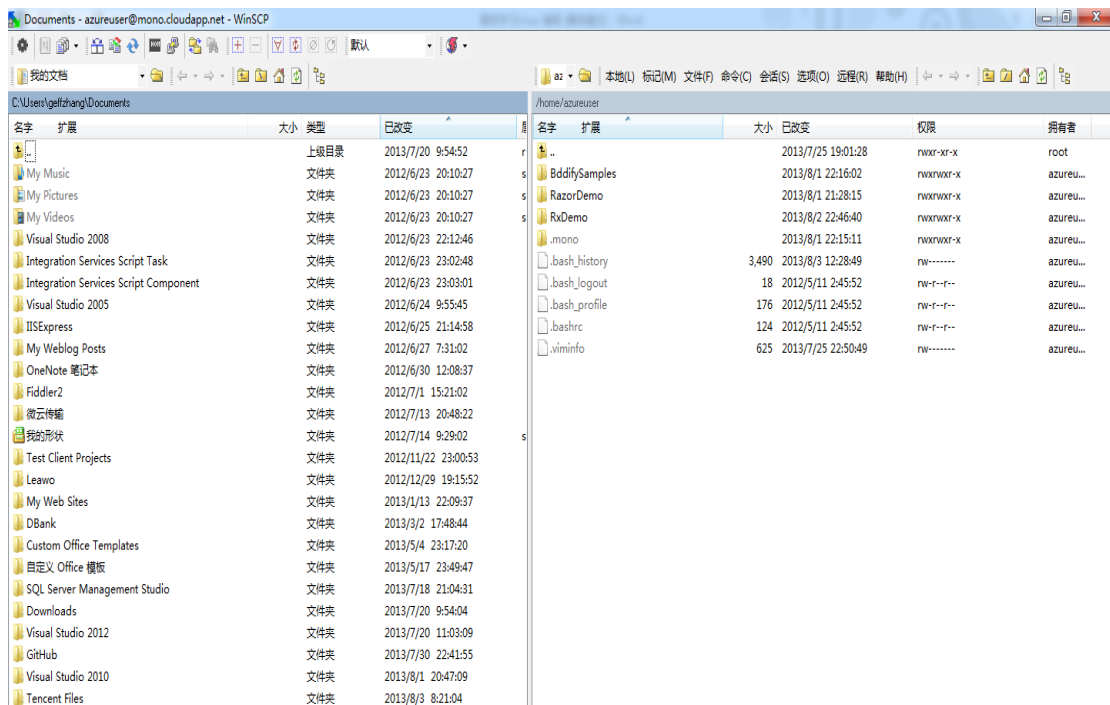 Documents - azureuser@mono.cloudapp.net - WinSCP
默认
我的文档
az 本地(L) 标记(M) 文件(F) 命令(C) 会话(S) 选项(O) 远程(R) 帮助(H)
C:\Users\geffzhang\Documents
/home/azureuser
名字 扩展 大小 类型 已改变
.. 上级目录 2013/7/20 9:54:52 r
My Music 文件夹 2012/6/23 20:10:27 s
My Pictures 文件夹 2012/6/23 20:10:27 s
My Videos 文件夹 2012/6/23 20:10:27 s
Visual Studio 2008 文件夹 2012/6/23 22:12:46
Integration Services Script Task 文件夹 2012/6/23 23:02:48
Integration Services Script Component 文件夹 2012/6/23 23:03:01
Visual Studio 2005 文件夹 2012/6/24 9:55:45
IISExpress 文件夹 2012/6/25 21:14:58
My Weblog Posts 文件夹 2012/6/27 7:31:02
OneNote 笔记本 文件夹 2012/6/30 12:08:37
Fiddler2 文件夹 2012/7/1 15:21:02
微云传输 文件夹 2012/7/13 20:48:22
我的形状 文件夹 2012/7/14 9:29:02 s
Test Client Projects 文件夹 2012/11/22 23:00:53
Leawo 文件夹 2012/12/29 19:15:52
My Web Sites 文件夹 2013/1/13 22:09:37
DBank 文件夹 2013/3/2 17:48:44
Custom Office Templates 文件夹 2013/5/4 23:17:20
自定义 Office 模板 文件夹 2013/5/17 23:49:47
SQL Server Management Studio 文件夹 2013/7/18 21:04:31
Downloads 文件夹 2013/7/20 9:54:04
Visual Studio 2012 文件夹 2013/7/20 11:03:09
GitHub 文件夹 2013/7/30 22:41:55
Visual Studio 2010 文件夹 2013/8/1 20:47:09
Tencent Files 文件夹 2013/8/3 8:21:04
名字 扩展 大小 已改变 权限 拥有者
.. 2013/7/25 19:01:28 rwxr-xr-x root
BddifySamples 2013/8/1 22:16:02 rwxrwxr-x azureu...
RazorDemo 2013/8/1 21:28:15 rwxrwxr-x azureu...
RxDemo 2013/8/2 22:46:40 rwxrwxr-x azureu...
.mono 2013/8/1 22:15:11 rwxrwxr-x azureu...
.bash_history 3,490 2013/8/3 12:28:49 rw------- azureu...
.bash_logout 18 2012/5/11 2:45:52 rw-r--r-- azureu...
.bash_profile 176 2012/5/11 2:45:52 rw-r--r-- azureu...
.bashrc 124 2012/5/11 2:45:52 rw-r--r-- azureu...
.viminfo 625 2013/7/25 22:50:49 rw------- azureu...